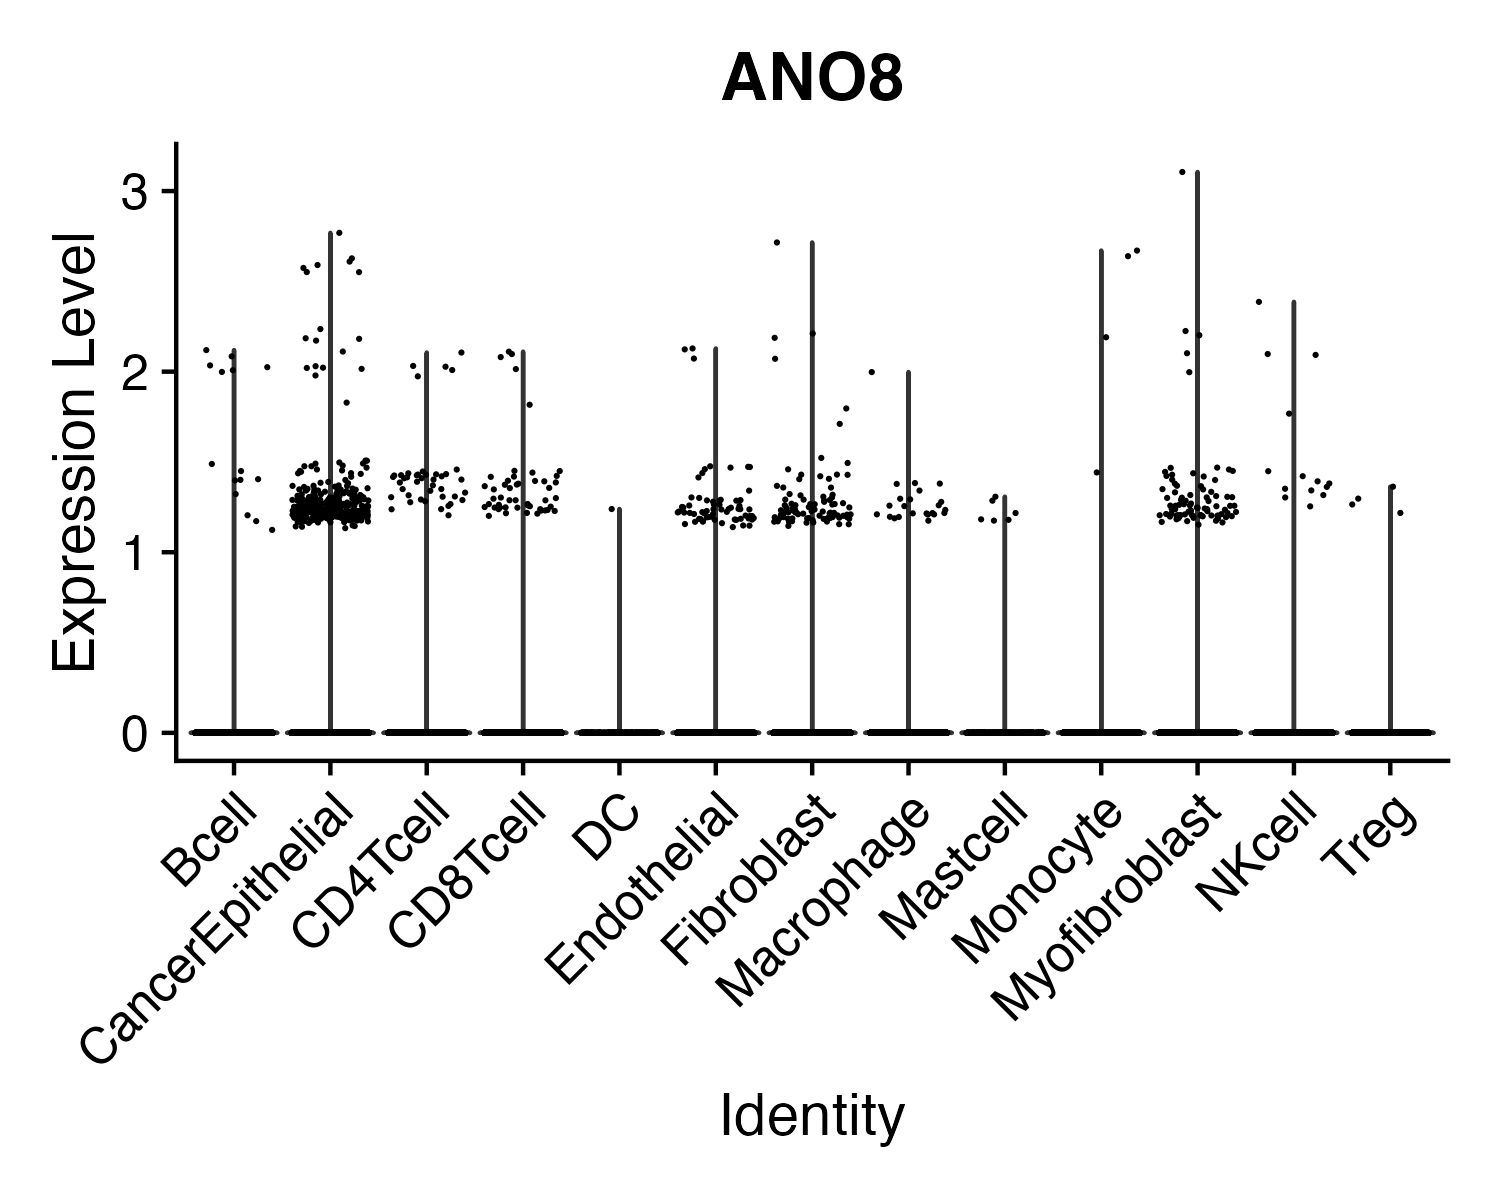 ANO8
Expression Level
3
2
1
0
Bcell
CancerEpithelial
CD4Tcell
CD8Tcell
DC
Endothelial
Fibroblast
Macrophage
Mastcell
Monocyte
Myofibroblast
NKcell
Treg
Identity